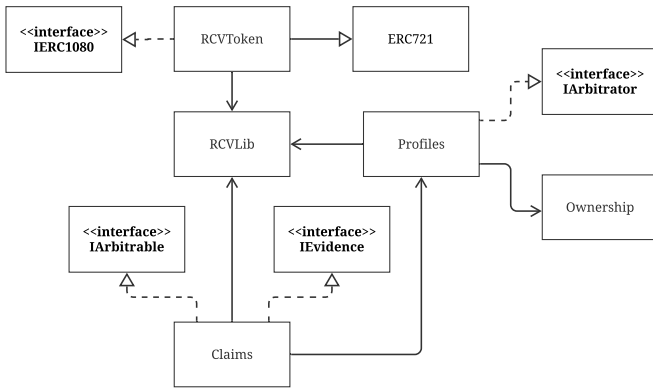 <<interface>>
IERC1080
RCVToken
ERC721
<<interface>>
IArbitrator
RCVLib
Profiles
Ownership
<<interface>>
IArbitrable
<<interface>>
IEvidence
Claims